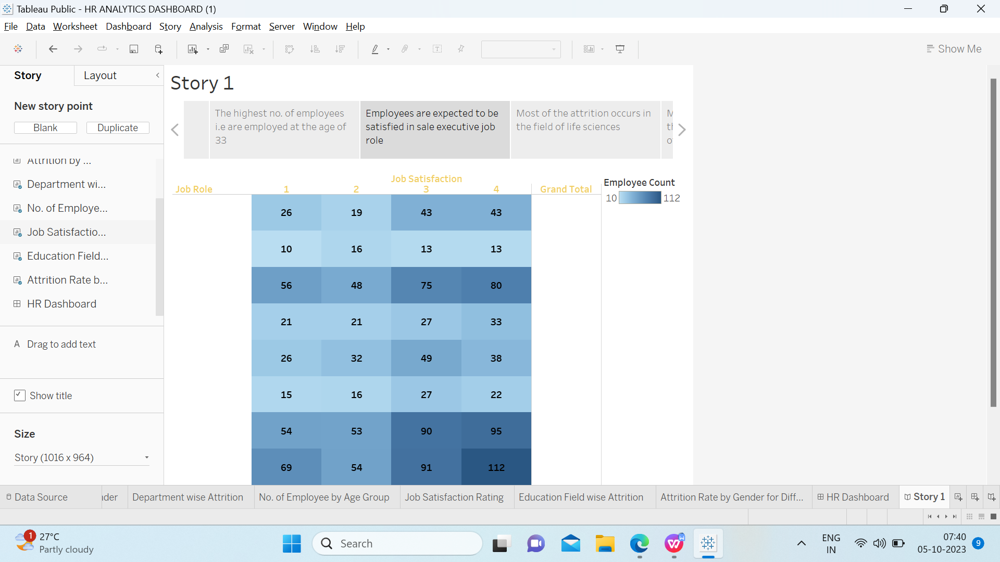 Tableau Public - HR ANALYTICS DASHBOARD (1)
File Data Worksheet Dashboard Story Analysis Format Server Window Help
Show Me
Story Layout
New story point
Blank Duplicate
Attrition by ...
Department wi...
No. of Employe...
Job Satisfactio...
Education Field...
Attrition Rate b...
HR Dashboard
A Drag to add text
Show title
Size
Story (1016 x 964)
Story 1
The highest no. of employees
i.e are employed at the age of
33
Employees are expected to be
satisfied in sale executive job
role
Most of the attrition occurs in
the field of life sciences
Job Satisfaction
Job Role 1 2 3 4 Grand Total
26 19 43 43
10 16 13 13
56 48 75 80
21 21 27 33
26 32 49 38
15 16 27 22
54 53 90 95
69 54 91 112
Employee Count
10 112
Data Source der Department wise Attrition No. of Employee by Age Group Job Satisfaction Rating Education Field wise Attrition Attrition Rate by Gender for Diff... HR Dashboard Story 1
1 27°C
Partly cloudy
Search
ENG
IN
07:40
05-10-2023
9